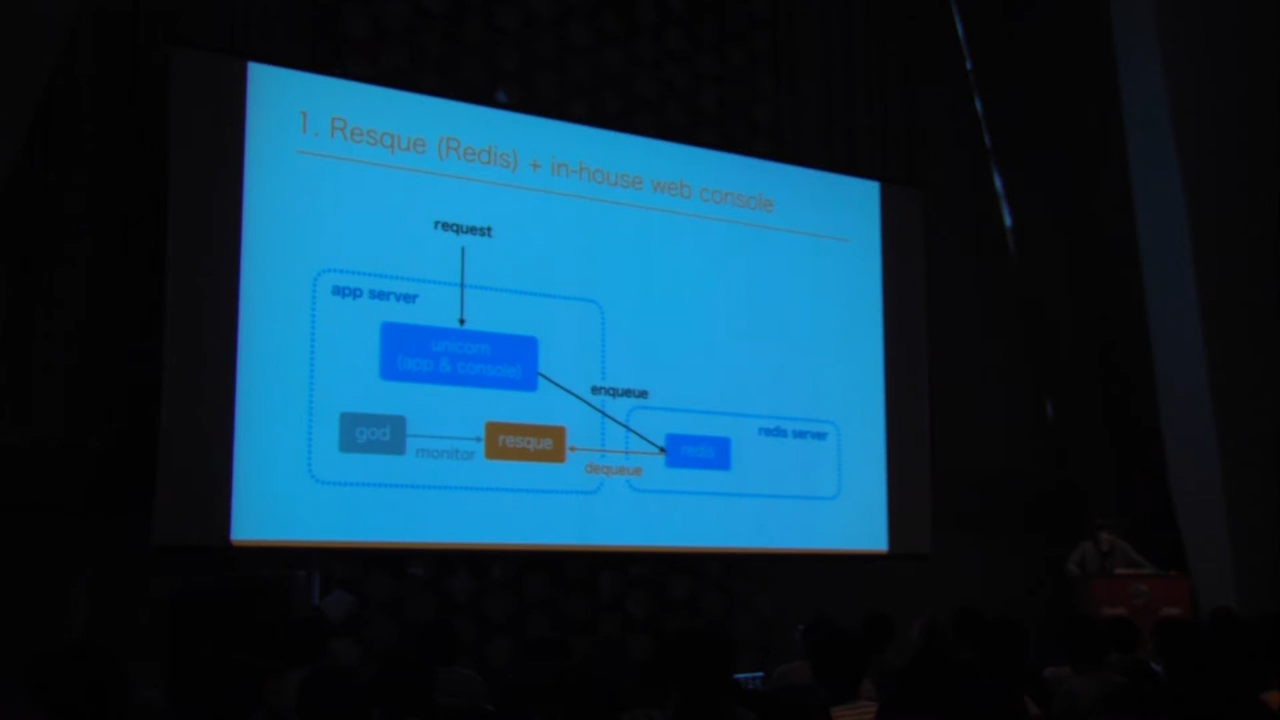 1. Resque (Redis) + in-house web console
request
app server
unicorn
(app & console)
enqueue
redis server
god
monitor
resque
dequeue
redis